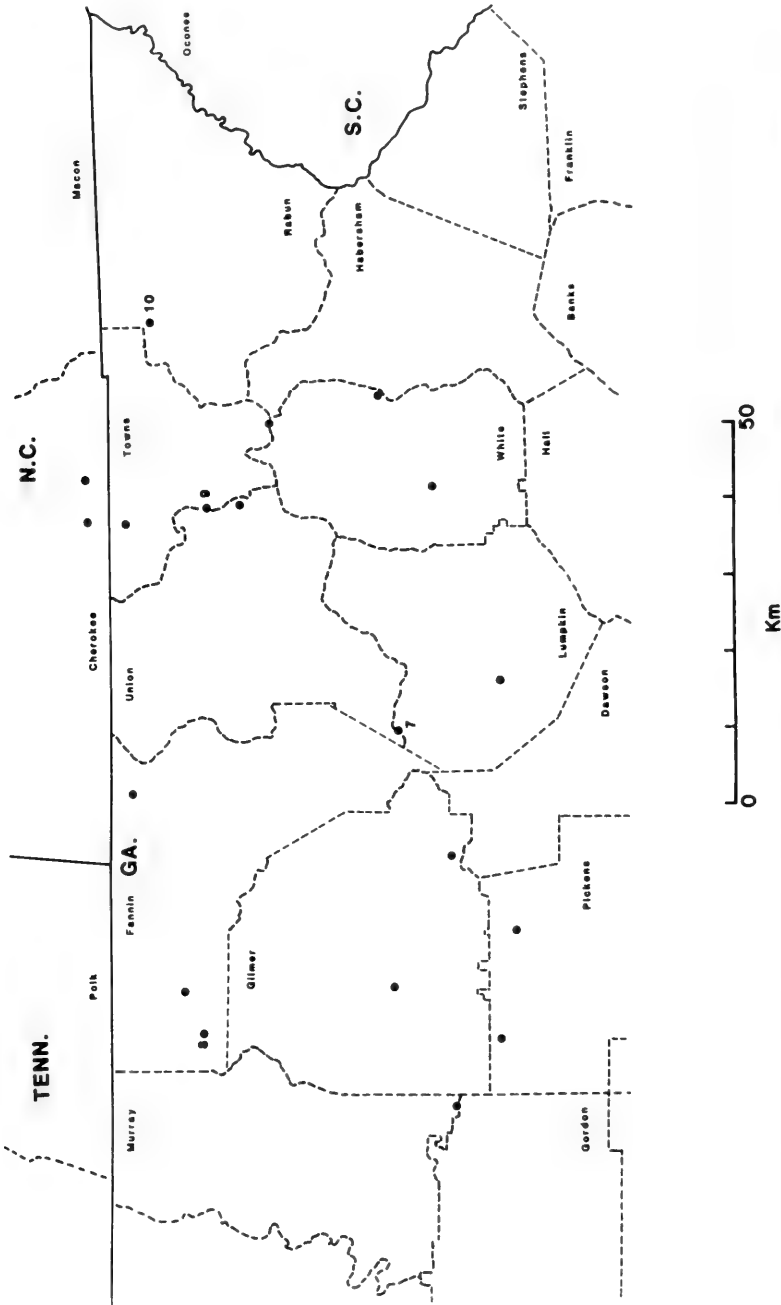 TENN.
N.C.
S.C.
GA.
Polk
Cherokee
Macon
Oconee
Murray
Fannin
Union
Towns
Rabun
Habersham
Gilmer
White
Hall
Lumpkin
Dawson
Banks
Stephens
Franklin
Pickens
Gordon
8
9
10
7
0
50
Km